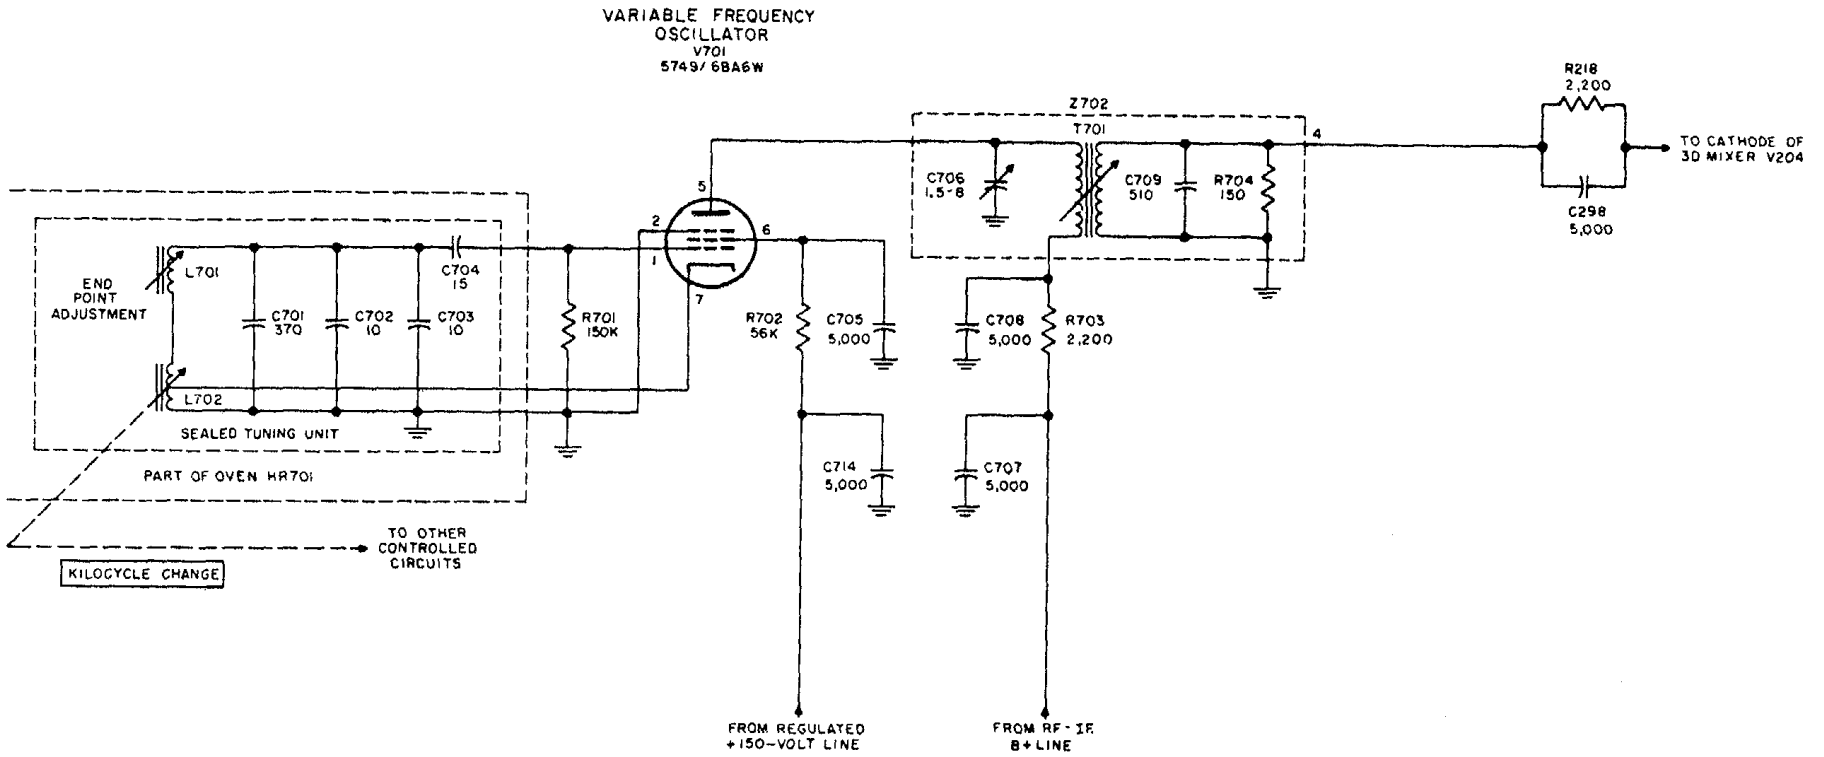 VARIABLE FREQUENCY
OSCILLATOR
V701
5749/6BA6W
R218
2,200
Z702
T701
4
TO CATHODE OF
3D MIXER V204
C706
1.5-8
C709
510
R704
150
C298
5,000
5
2
6
1
7
L701
END
POINT
ADJUSTMENT
C704
15
C701
370
C702
10
C703
10
R701
150K
R702
56K
C705
5,000
C708
5,000
R703
2,200
L702
SEALED TUNING UNIT
PART OF OVEN HR701
C714
5,000
C707
5,000
TO OTHER
CONTROLLED
CIRCUITS
KILOCYCLE CHANGE
FROM REGULATED
+150-VOLT LINE
FROM RF-IF
B+LINE